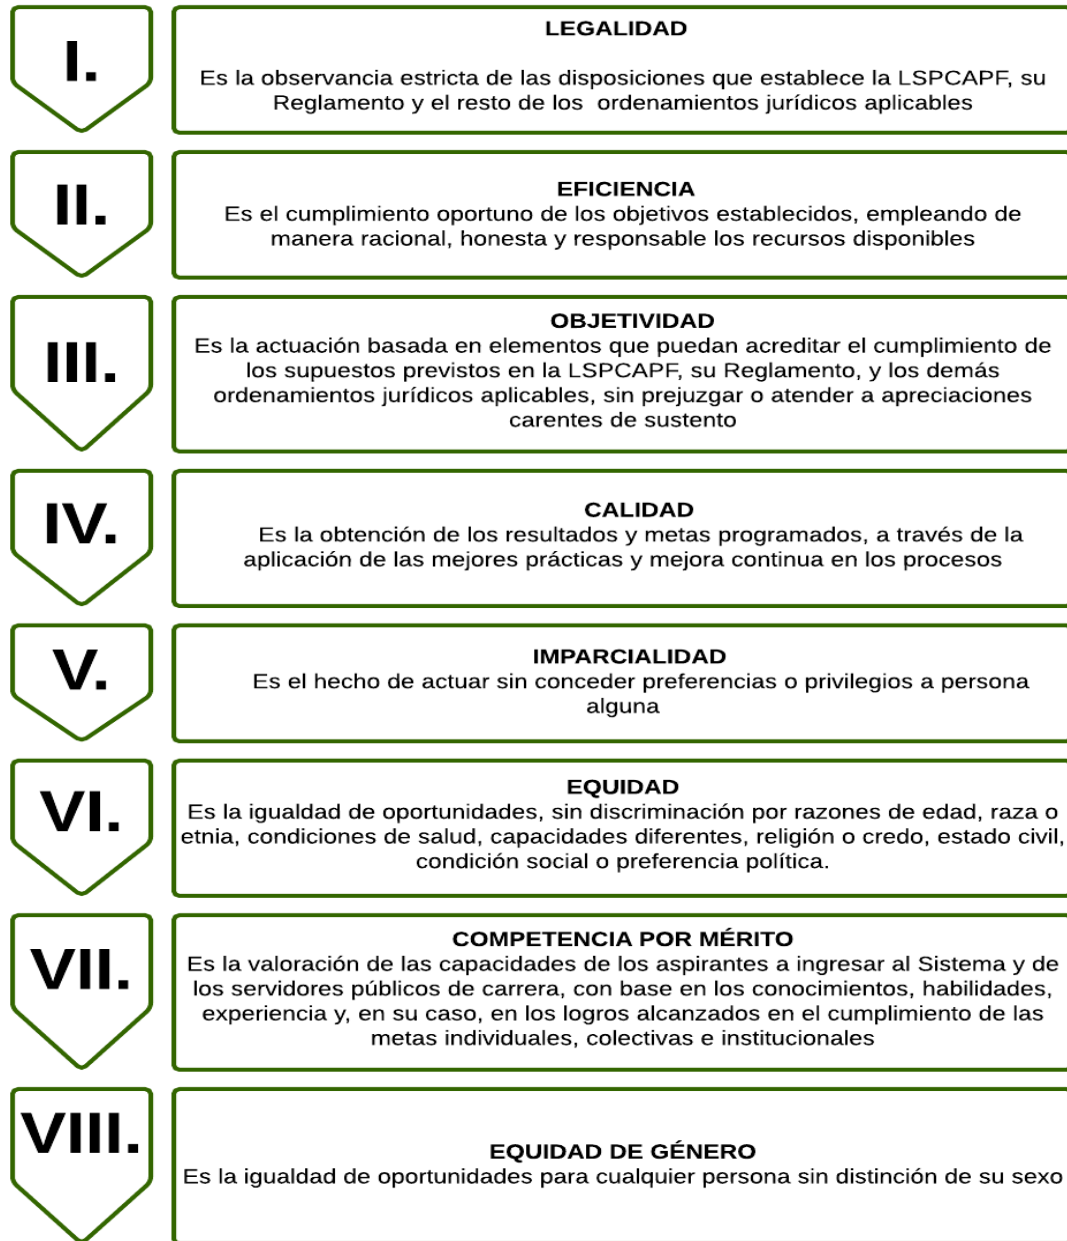 I.
LEGALIDAD
Es la observancia estricta de las disposiciones que establece la LSPCAPF, su
Reglamento y el resto de los ordenamientos jurídicos aplicables
II.
EFICIENCIA
Es el cumplimiento oportuno de los objetivos establecidos, empleando de
manera racional, honesta y responsable los recursos disponibles
III.
OBJETIVIDAD
Es la actuación basada en elementos que puedan acreditar el cumplimiento de
los supuestos previstos en la LSPCAPF, su Reglamento, y los demás
ordenamientos jurídicos aplicables, sin prejuzgar o atender a apreciaciones
carentes de sustento
IV.
CALIDAD
Es la obtención de los resultados y metas programados, a través de la
aplicación de las mejores prácticas y mejora continua en los procesos
V.
IMPARCIALIDAD
Es el hecho de actuar sin conceder preferencias o privilegios a persona
alguna
VI.
EQUIDAD
Es la igualdad de oportunidades, sin discriminación por razones de edad, raza o
etnia, condiciones de salud, capacidades diferentes, religión o credo, estado civil,
condición social o preferencia política.
VII.
COMPETENCIA POR MÉRITO
Es la valoración de las capacidades de los aspirantes a ingresar al Sistema y de
los servidores públicos de carrera, con base en los conocimientos, habilidades,
experiencia y, en su caso, en los logros alcanzados en el cumplimiento de las
metas individuales, colectivas e institucionales
VIII.
EQUIDAD DE GÉNERO
Es la igualdad de oportunidades para cualquier persona sin distinción de su sexo